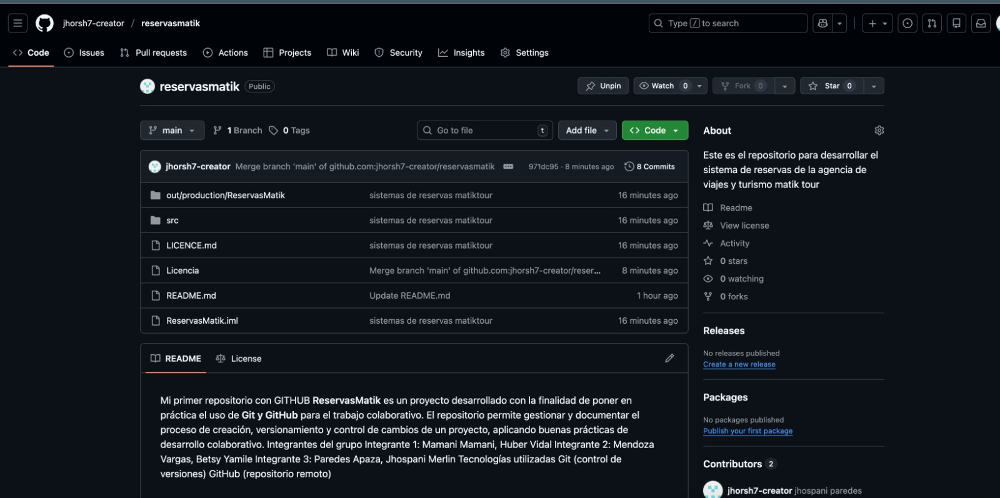 jhorsh7-creator / reservasmatik
Type / to search
Code Issues Pull requests Actions Projects Wiki Security Insights Settings
reservasmatik Public
Unpin Watch 0 Fork 0 Star 0
main 1 Branch 0 Tags
Go to file t Add file Code
jhorsh7-creator Merge branch 'main' of github.com:jhorsh7-creator/reservasmatik 971dc95 · 8 minutes ago 8 Commits
out/production/ReservasMatik sistemas de reservas matiktour 16 minutes ago
src sistemas de reservas matiktour 16 minutes ago
LICENCE.md sistemas de reservas matiktour 16 minutes ago
Licencia Merge branch 'main' of github.com:jhorsh7-creator/reser... 8 minutes ago
README.md Update README.md 1 hour ago
ReservasMatik.iml sistemas de reservas matiktour 16 minutes ago
README License
Mi primer repositorio con GITHUB ReservasMatik es un proyecto desarrollado con la finalidad de poner en
práctica el uso de Git y GitHub para el trabajo colaborativo. El repositorio permite gestionar y documentar el
proceso de creación, versionamiento y control de cambios de un proyecto, aplicando buenas prácticas de
desarrollo colaborativo. Integrantes del grupo Integrante 1: Mamani Mamani, Huber Vidal Integrante 2: Mendoza
Vargas, Betsy Yamile Integrante 3: Paredes Apaza, Jhospani Merlin Tecnologías utilizadas Git (control de
versiones) GitHub (repositorio remoto)
About
Este es el repositorio para desarrollar el
sistema de reservas de la agencia de
viajes y turismo matik tour
Readme
View license
Activity
0 stars
0 watching
0 forks
Releases
No releases published
Create a new release
Packages
No packages published
Publish your first package
Contributors 2
jhorsh7-creator jhospani paredes